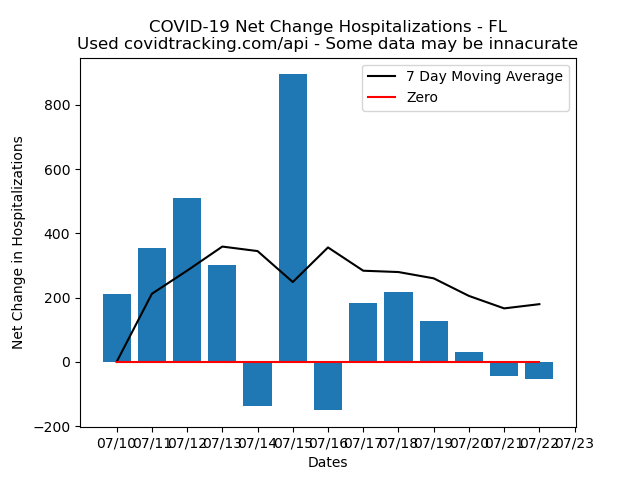 COVID-19 Net Change Hospitalizations - FL
Used covidtracking.com/api - Some data may be innacurate
7 Day Moving Average
Zero
Net Change in Hospitalizations
800
600
400
200
0
−200
07/10 07/11 07/12 07/13 07/14 07/15 07/16 07/17 07/18 07/19 07/20 07/21 07/22 07/23
Dates